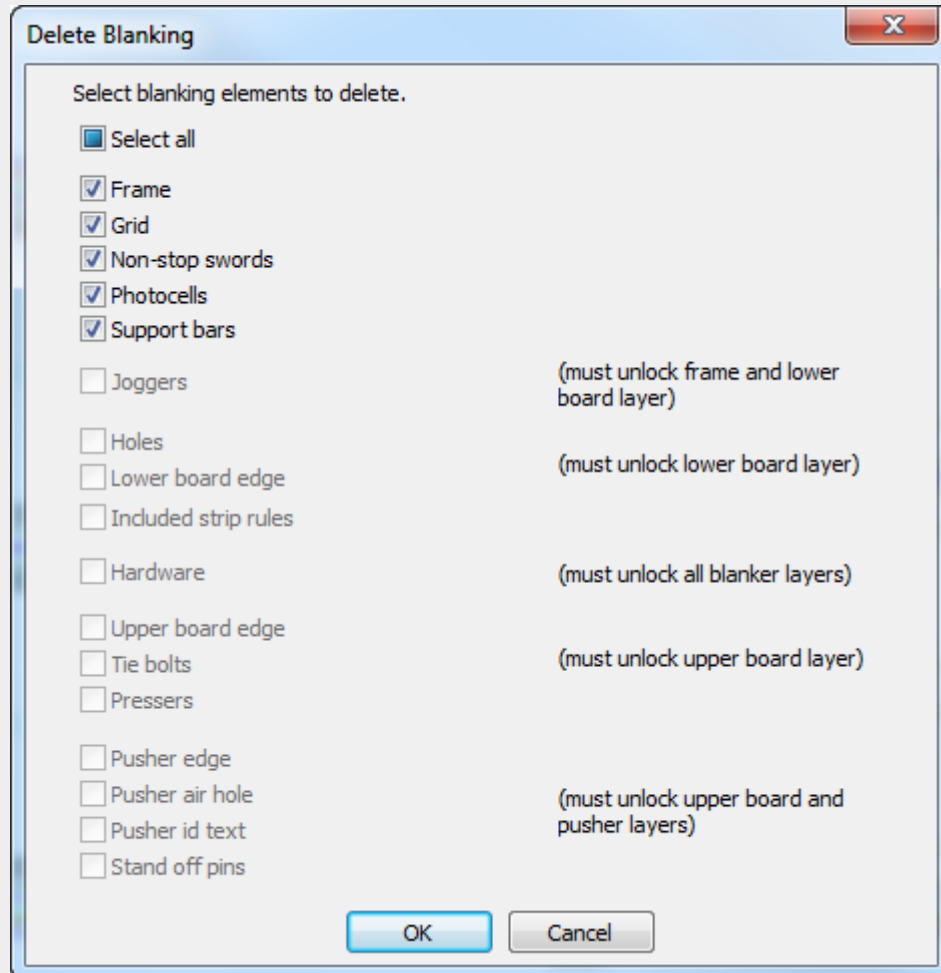 Delete Blanking
Select blanking elements to delete.
Select all
Frame
Grid
Non-stop swords
Photocells
Support bars
Joggers
(must unlock frame and lower
board layer)
Holes
Lower board edge
(must unlock lower board layer)
Included strip rules
Hardware
(must unlock all blanker layers)
Upper board edge
Tie bolts
(must unlock upper board layer)
Pressers
Pusher edge
Pusher air hole
(must unlock upper board and
pusher layers)
Pusher id text
Stand off pins
OK
Cancel